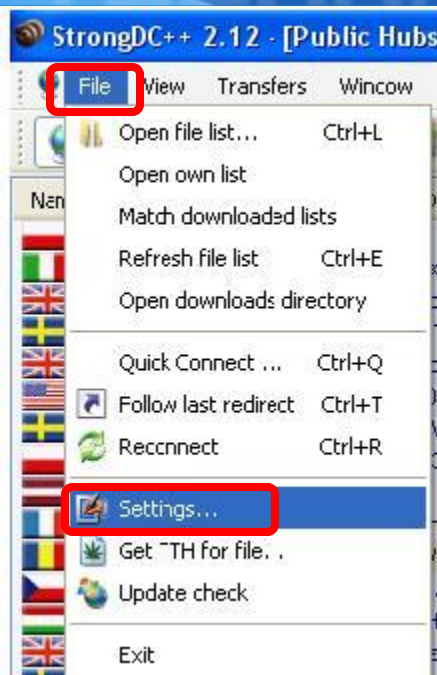 StrongDC++ 2.12 - [Public Hubs
File View Transfers Window
Open file list... Ctrl+L
Open own list
Nan
Match downloaded lists
Refresh file list Ctrl+E
Open downloads directory
Quick Connect ... Ctrl+Q
Follow last redirect Ctrl+T
Reconnect Ctrl+R
Settings...
Get TTH for file...
Update check
Exit